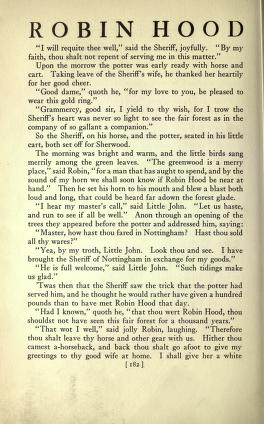 ROBIN HOOD
"I will requite thee well," said the Sheriff, joyfully. "By my
faith, thou shalt not repent of serving me in this matter."
Upon the morrow the potter was early ready with horse and
cart. Taking leave of the Sheriff's wife, he thanked her heartily
for her good cheer.
"Good dame," quoth he, "for my love to you, be pleased to
wear this gold ring."
"Grammercy, good sir, I yield to thy wish, for I trow the
Sheriff's heart was never so light to see the fair forest as in the
company of so gallant a companion."
So the Sheriff, on his horse, and the potter, seated in his little
cart, both set off for Sherwood.
The morning was bright and warm, and the little birds sang
merrily among the green leaves. "The greenwood is a merry
place," said Robin, "for a man that has aught to spend, and by the
sound of my horn we shall soon know if Robin Hood be near at
hand." Then he set his horn to his mouth and blew a blast both
loud and long, that could be heard far adown the forest glade.
"I hear my master's call," said Little John. "Let us haste,
and run to see if all be well." Anon through an opening of the
trees they appeared before the potter and addressed him, saying:
"Master, how hast thou fared in Nottingham? Hast thou sold
all thy wares?"
"Yea, by my troth, Little John. Look thou and see. I have
brought the Sheriff of Nottingham in exchange for my goods."
"He is full welcome," said Little John. "Such tidings make
us glad."
'Twas then that the Sheriff saw the trick that the potter had
served him, and he thought he would rather have given a hundred
pounds than to have met Robin Hood that day.
"Had I known," quoth he, "that thou wert Robin Hood, thou
shouldst not have seen this fair forest for a thousand years."
"That wot I well," said jolly Robin, laughing. "Therefore
thou shalt leave thy horse and other gear with us. Hither thou
camest a-horseback, and back thou shalt go afoot to give my
greetings to thy good wife at home. I shall give her a white
[182]